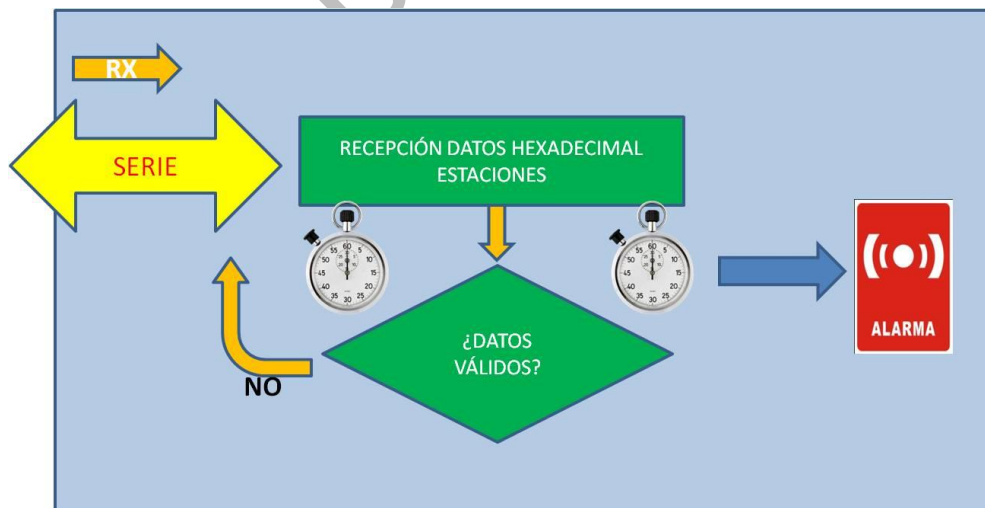 RX
SERIE
RECEPCIÓN DATOS HEXADECIMAL
ESTACIONES
¿DATOS
VÁLIDOS?
NO
ALARMA